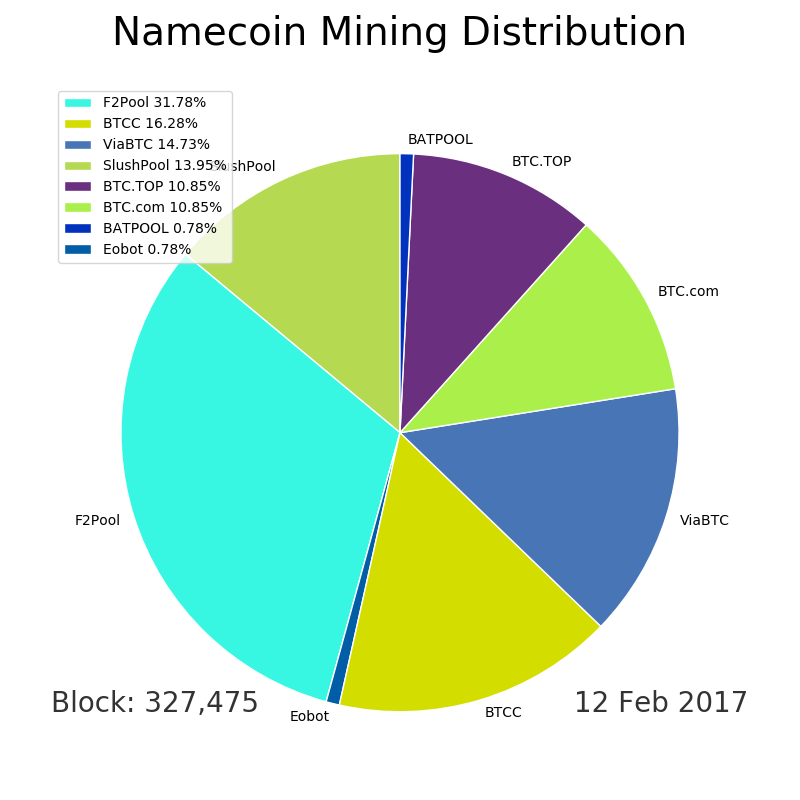 Namecoin Mining Distribution
F2Pool 31.78%
BTCC 16.28%
ViaBTC 14.73%
SlushPool 13.95%
BTC.TOP 10.85%
BTC.com 10.85%
BATPOOL 0.78%
Eobot 0.78%
SlushPool
BATPOOL
BTC.TOP
BTC.com
ViaBTC
BTCC
Eobot
F2Pool
Block: 327,475
12 Feb 2017